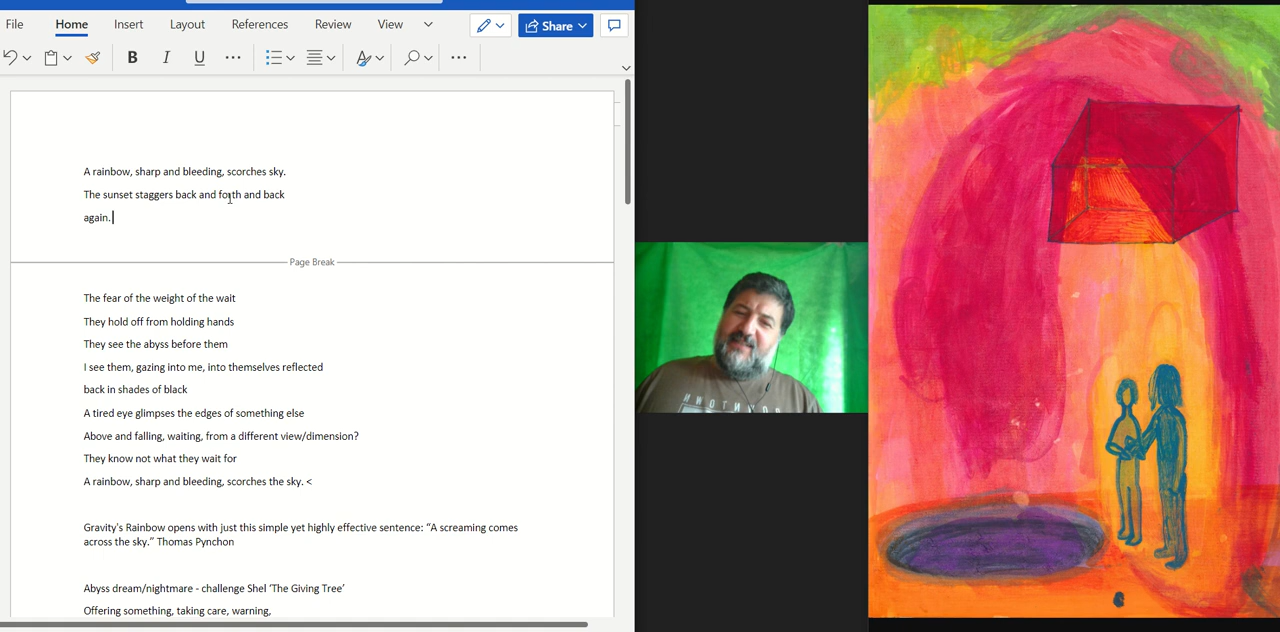 File Home Insert Layout References Review View Share
B I U
A rainbow, sharp and bleeding, scorches sky.
The sunset staggers back and forth and back
again.
Page Break
The fear of the weight of the wait
They hold off from holding hands
They see the abyss before them
I see them, gazing into me, into themselves reflected
back in shades of black
A tired eye glimpses the edges of something else
Above and falling, waiting, from a different view/dimension?
They know not what they wait for
A rainbow, sharp and bleeding, scorches the sky. <
Gravity's Rainbow opens with just this simple yet highly effective sentence: “A screaming comes
across the sky.” Thomas Pynchon
Abyss dream/nightmare - challenge Shel ‘The Giving Tree’
Offering something, taking care, warning,